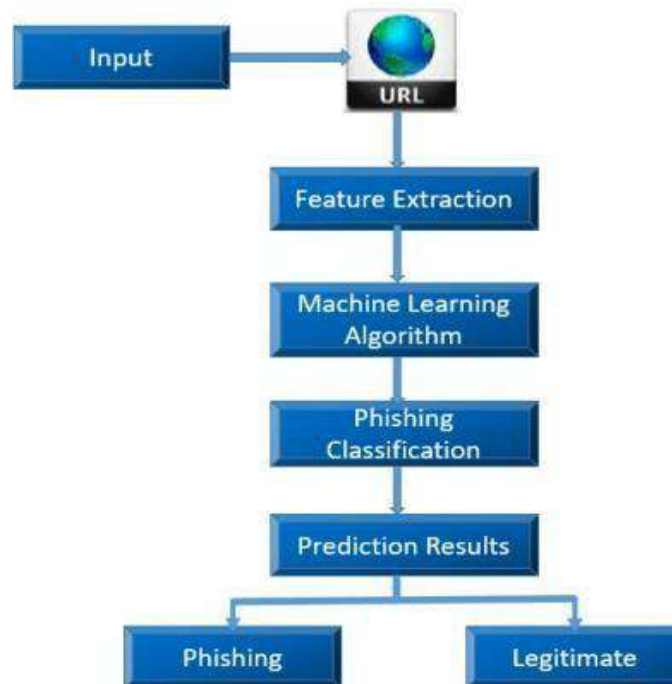 Input
URL
Feature Extraction
Machine Learning
Algorithm
Phishing
Classification
Prediction Results
Phishing
Legitimate